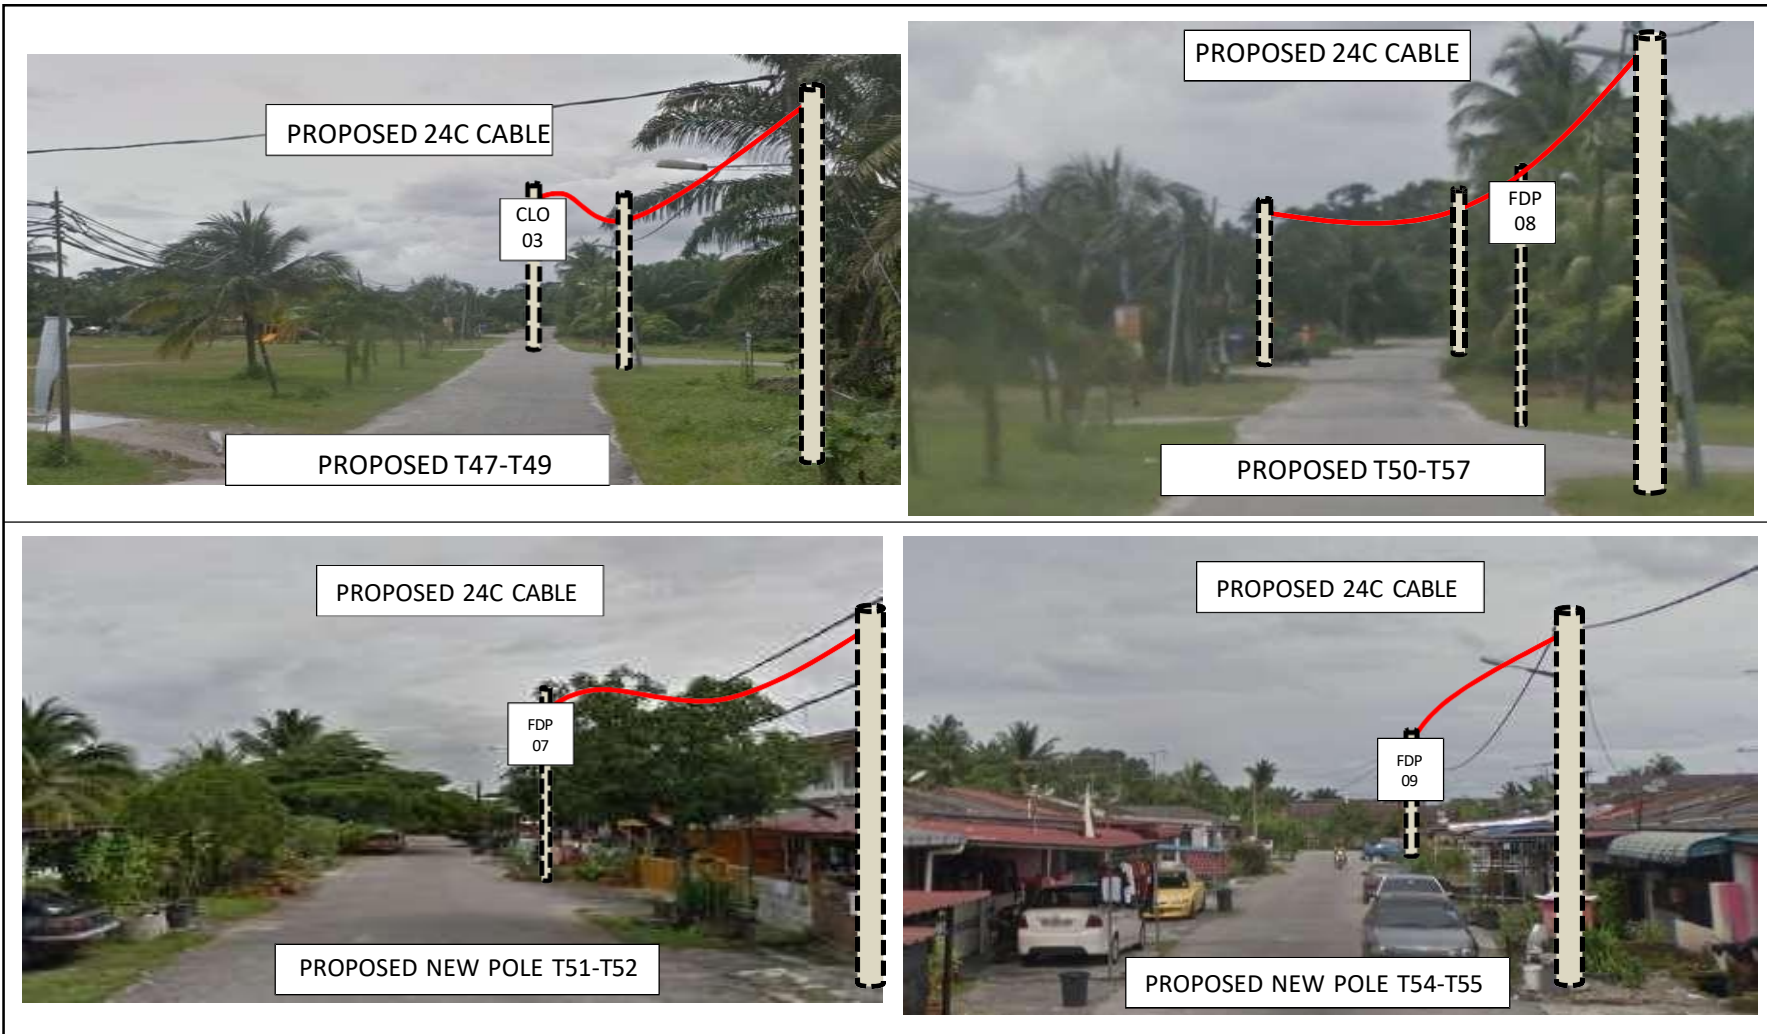 PROPOSED 24C CABLE
CLO
03
PROPOSED T47-T49
PROPOSED 24C CABLE
FDP
08
PROPOSED T50-T57
PROPOSED 24C CABLE
FDP
07
PROPOSED NEW POLE T51-T52
PROPOSED 24C CABLE
FDP
09
PROPOSED NEW POLE T54-T55